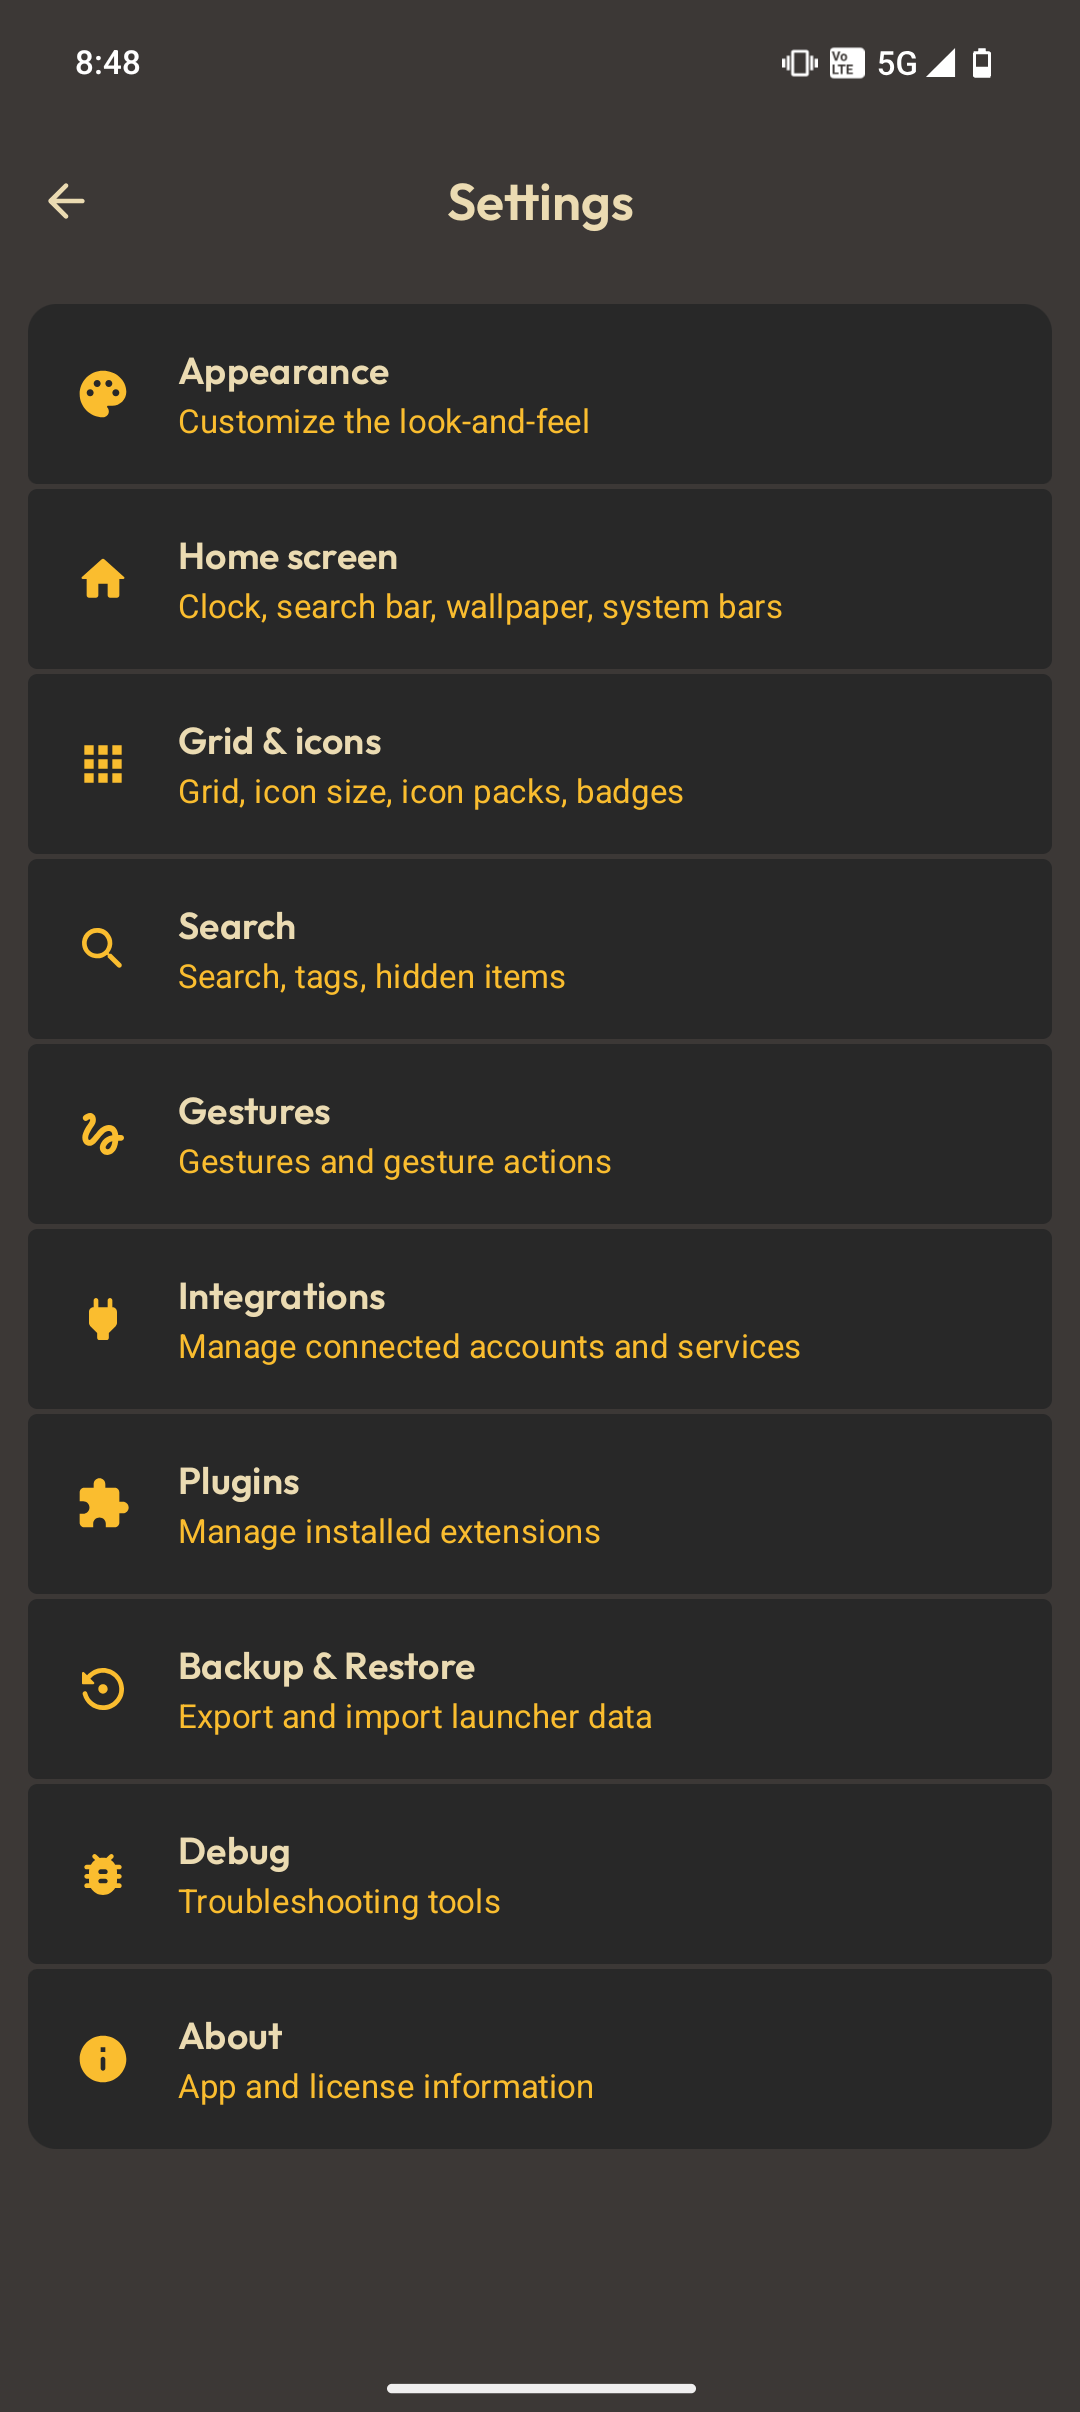 8:48
Vo LTE 5G
Settings
Appearance
Customize the look-and-feel
Home screen
Clock, search bar, wallpaper, system bars
Grid & icons
Grid, icon size, icon packs, badges
Search
Search, tags, hidden items
Gestures
Gestures and gesture actions
Integrations
Manage connected accounts and services
Plugins
Manage installed extensions
Backup & Restore
Export and import launcher data
Debug
Troubleshooting tools
About
App and license information